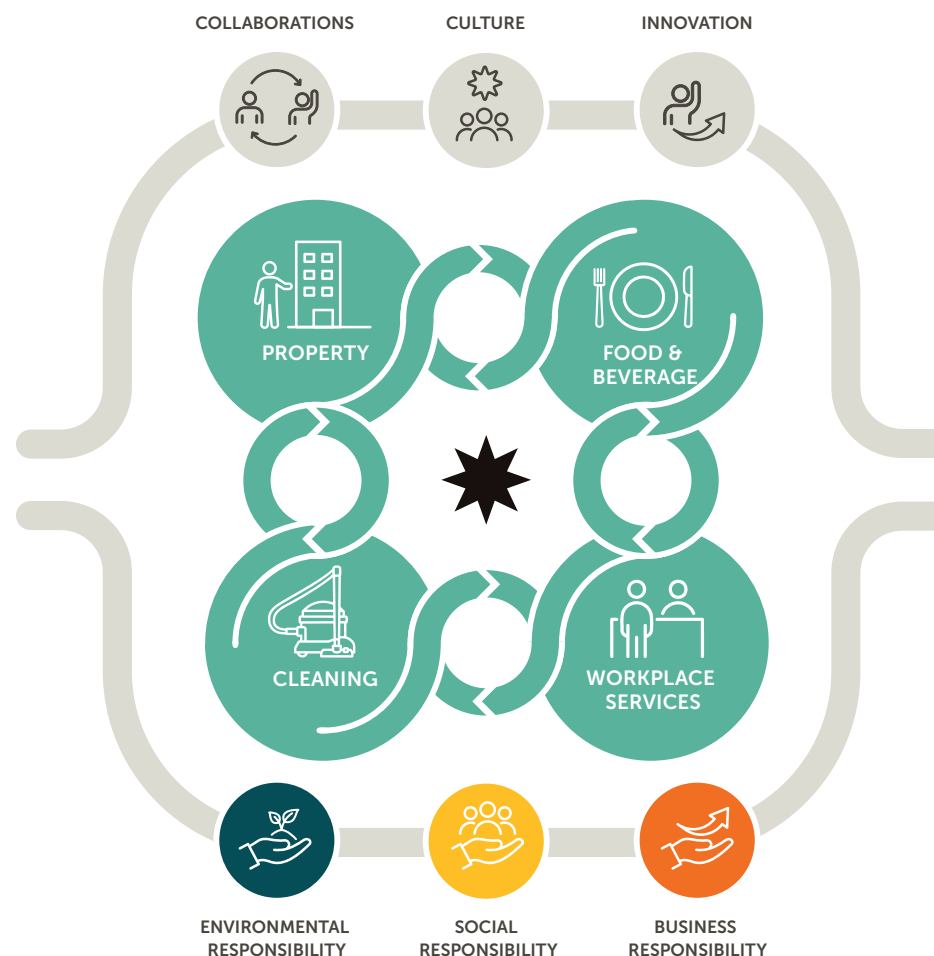 COLLABORATIONS
CULTURE
INNOVATION
PROPERTY
FOOD &
BEVERAGE
CLEANING
WORKPLACE
SERVICES
ENVIRONMENTAL
RESPONSIBILITY
SOCIAL
RESPONSIBILITY
BUSINESS
RESPONSIBILITY